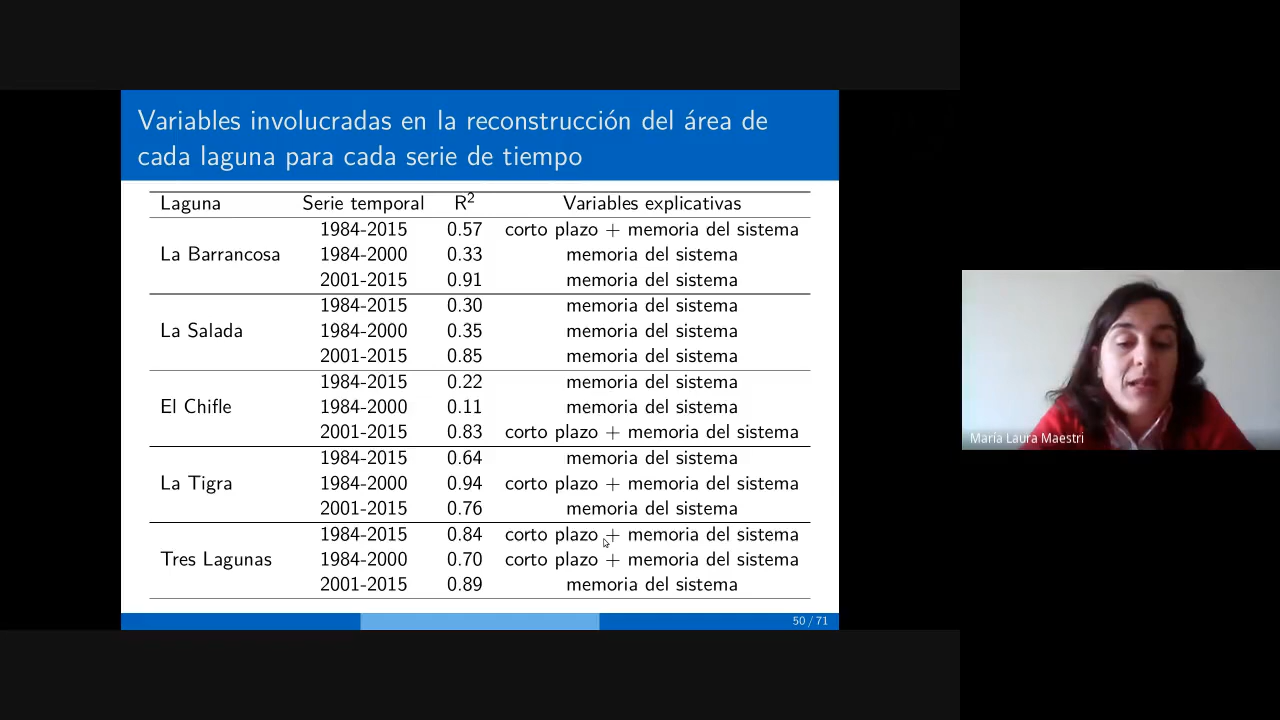 Variables involucradas en la reconstrucción del área de
cada laguna para cada serie de tiempo
Laguna Serie temporal R² Variables explicativas
1984-2015 0.57 corto plazo + memoria del sistema
La Barrancosa 1984-2000 0.33 memoria del sistema
2001-2015 0.91 memoria del sistema
1984-2015 0.30 memoria del sistema
La Salada 1984-2000 0.35 memoria del sistema
2001-2015 0.85 memoria del sistema
1984-2015 0.22 memoria del sistema
El Chifle 1984-2000 0.11 memoria del sistema
2001-2015 0.83 corto plazo + memoria del sistema
1984-2015 0.64 memoria del sistema
La Tigra 1984-2000 0.94 corto plazo + memoria del sistema
2001-2015 0.76 memoria del sistema
1984-2015 0.84 corto plazo + memoria del sistema
Tres Lagunas 1984-2000 0.70 corto plazo + memoria del sistema
2001-2015 0.89 memoria del sistema
50 / 71
María Laura Maestri